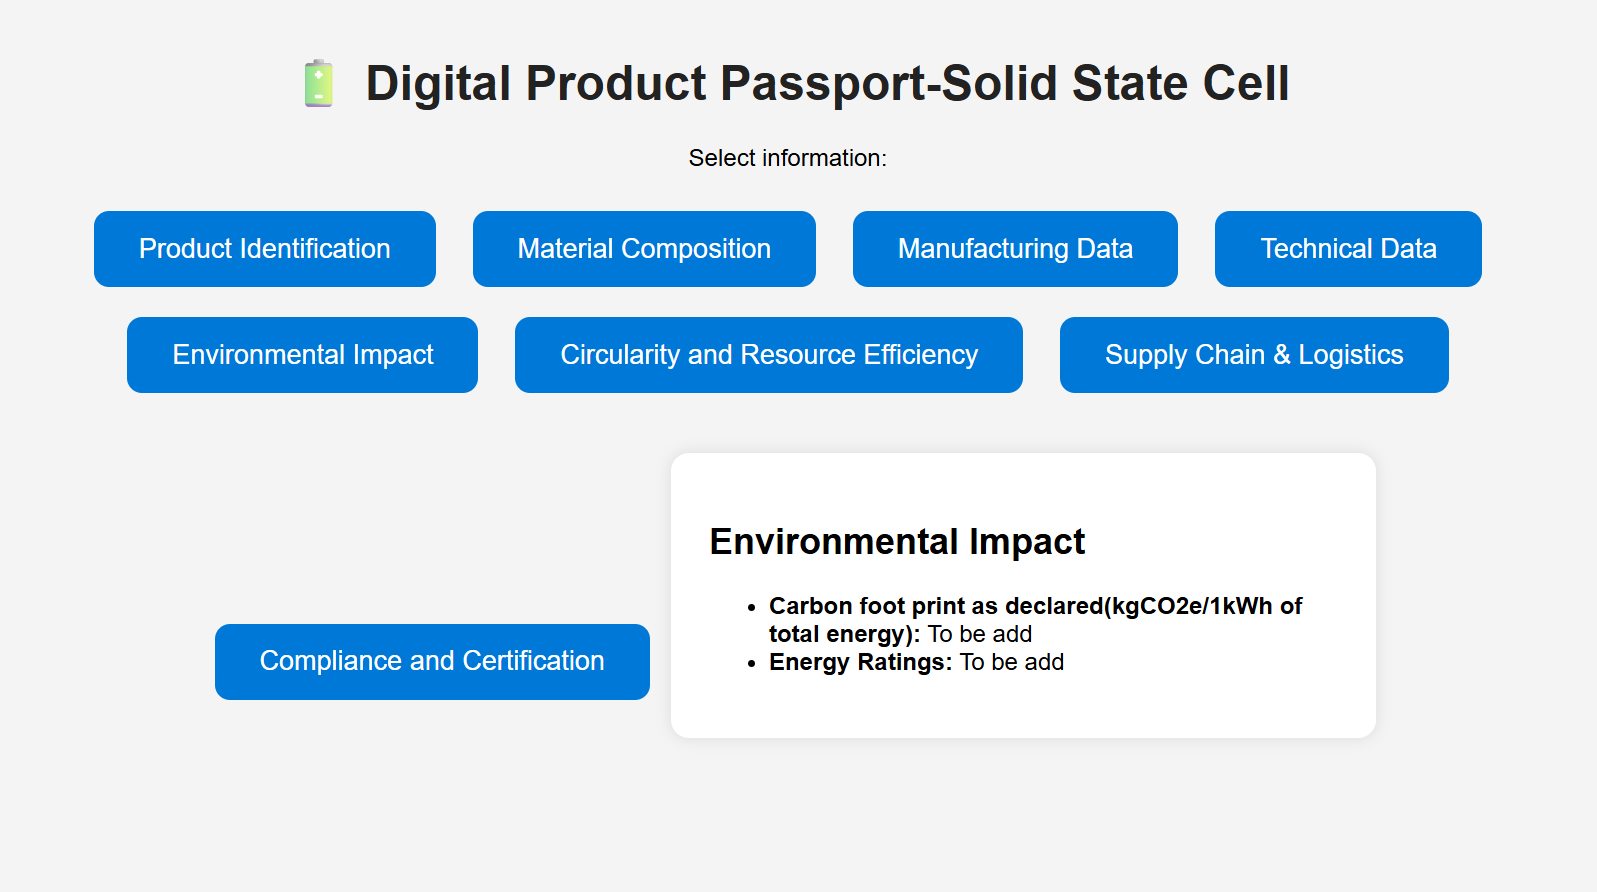 Digital Product Passport-Solid State Cell
Select information:
Product Identification
Material Composition
Manufacturing Data
Technical Data
Environmental Impact
Circularity and Resource Efficiency
Supply Chain & Logistics
Compliance and Certification
Environmental Impact
Carbon foot print as declared(kgCO2e/1kWh of
total energy): To be add
Energy Ratings: To be add